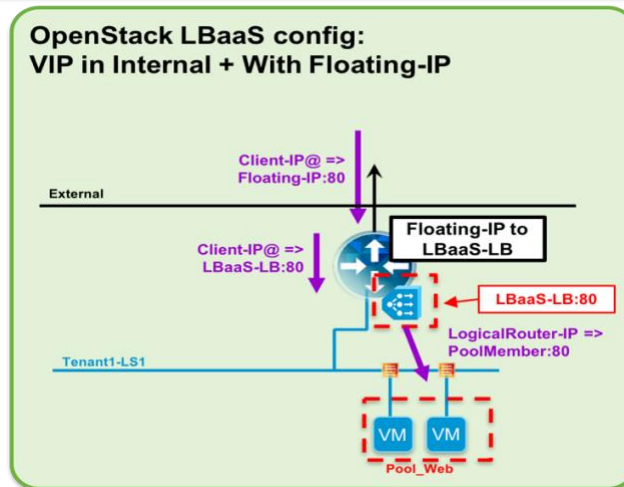 OpenStack LBaaS config:
VIP in Internal + With Floating-IP
Client-IP@ =>
Floating-IP:80
External
Floating-IP to
LBaaS-LB
Client-IP@ =>
LBaaS-LB:80
LBaaS-LB:80
LogicalRouter-IP =>
PoolMember:80
Tenant1-LS1
VM
VM
Pool_Web